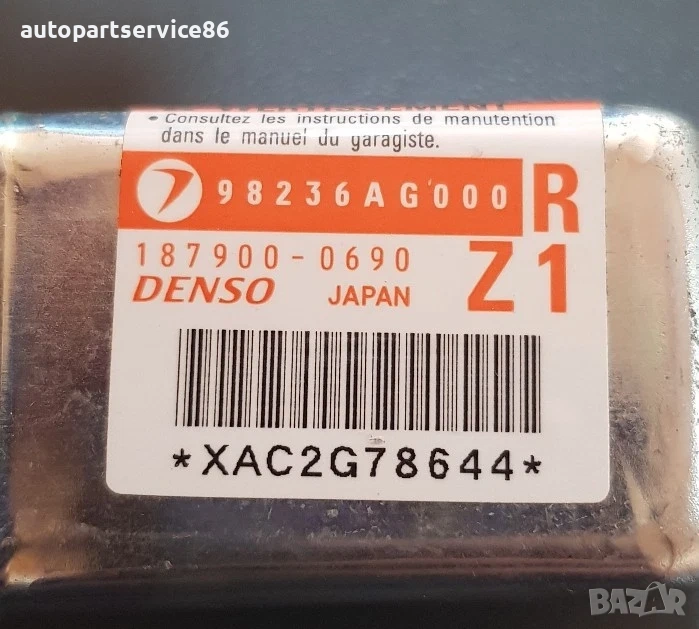 autopartservice86
AVERTISSEMENT
• Consultez les instructions de manutention
dans le manuel du garagiste.
98236AG000 R
187900-0690
DENSO JAPAN Z1
*XAC2G78644*
BAZAR